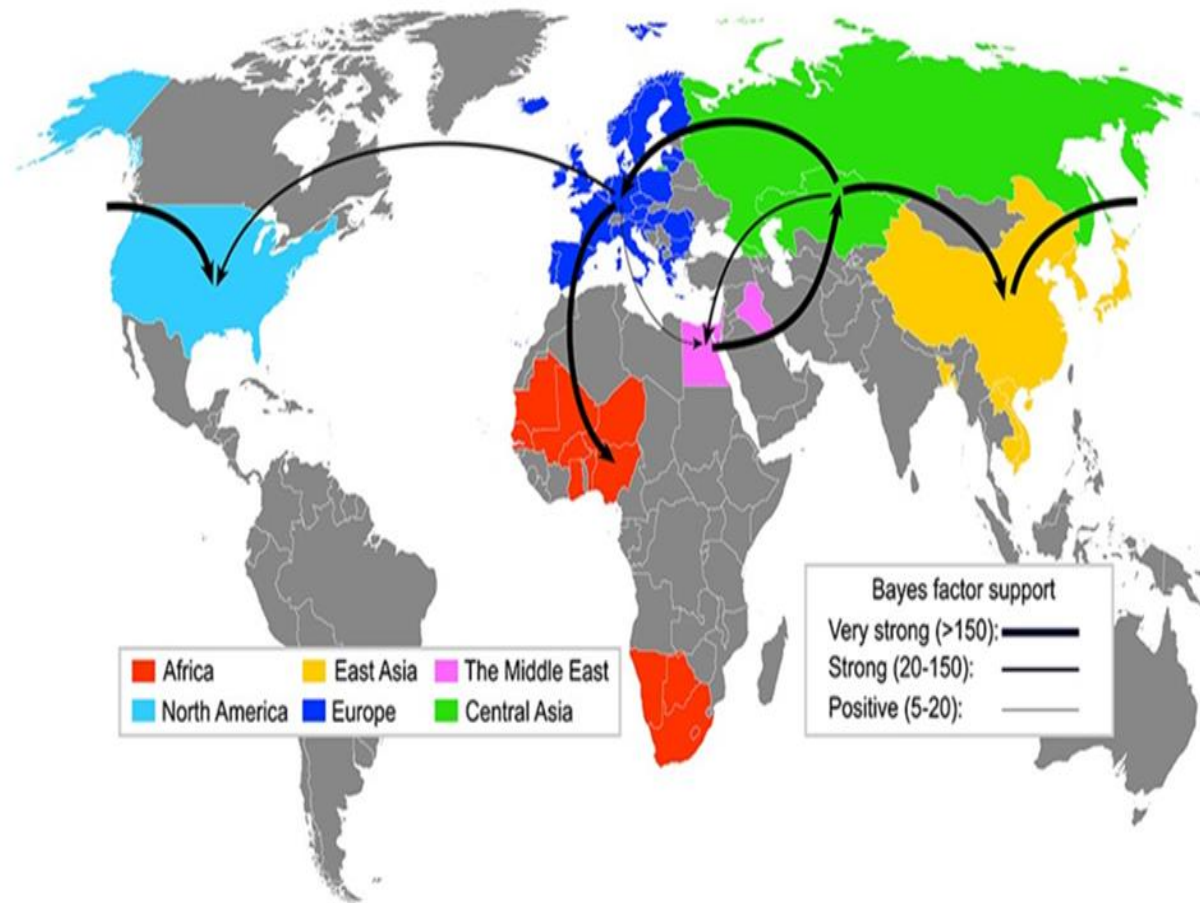 Bayes factor support
Very strong (>150):
Strong (20-150):
Positive (5-20):
Africa East Asia The Middle East
North America Europe Central Asia